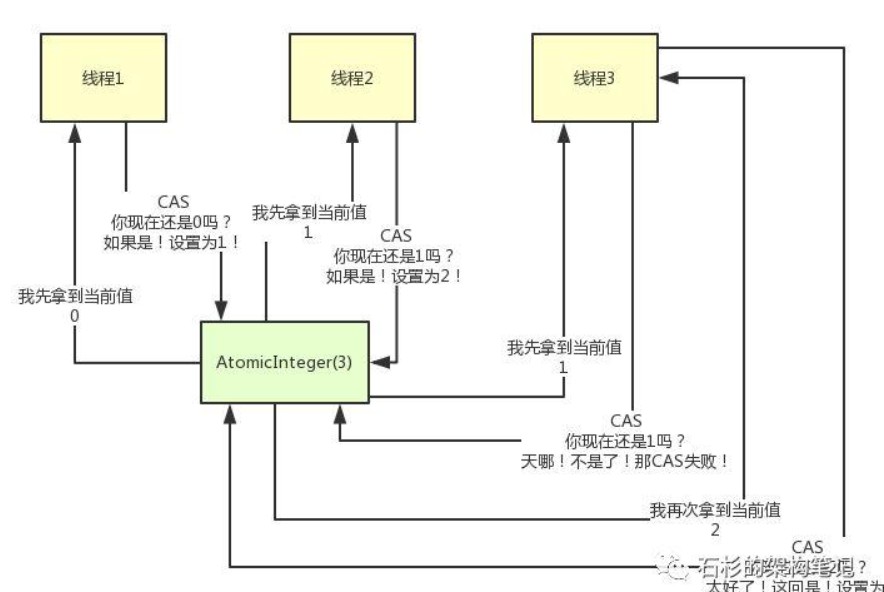 线程1
线程2
线程3
CAS
你现在还是0吗？
如果是！设置为1！
我先拿到当前值
1
CAS
你现在还是1吗？
如果是！设置为2！
我先拿到当前值
0
AtomicInteger(3)
我先拿到当前值
1
CAS
你现在还是1吗？
天哪！不是了！那CAS失败！
我再次拿到当前值
2
CAS
石杉的架构笔记
？
太好了！这回是！设置为